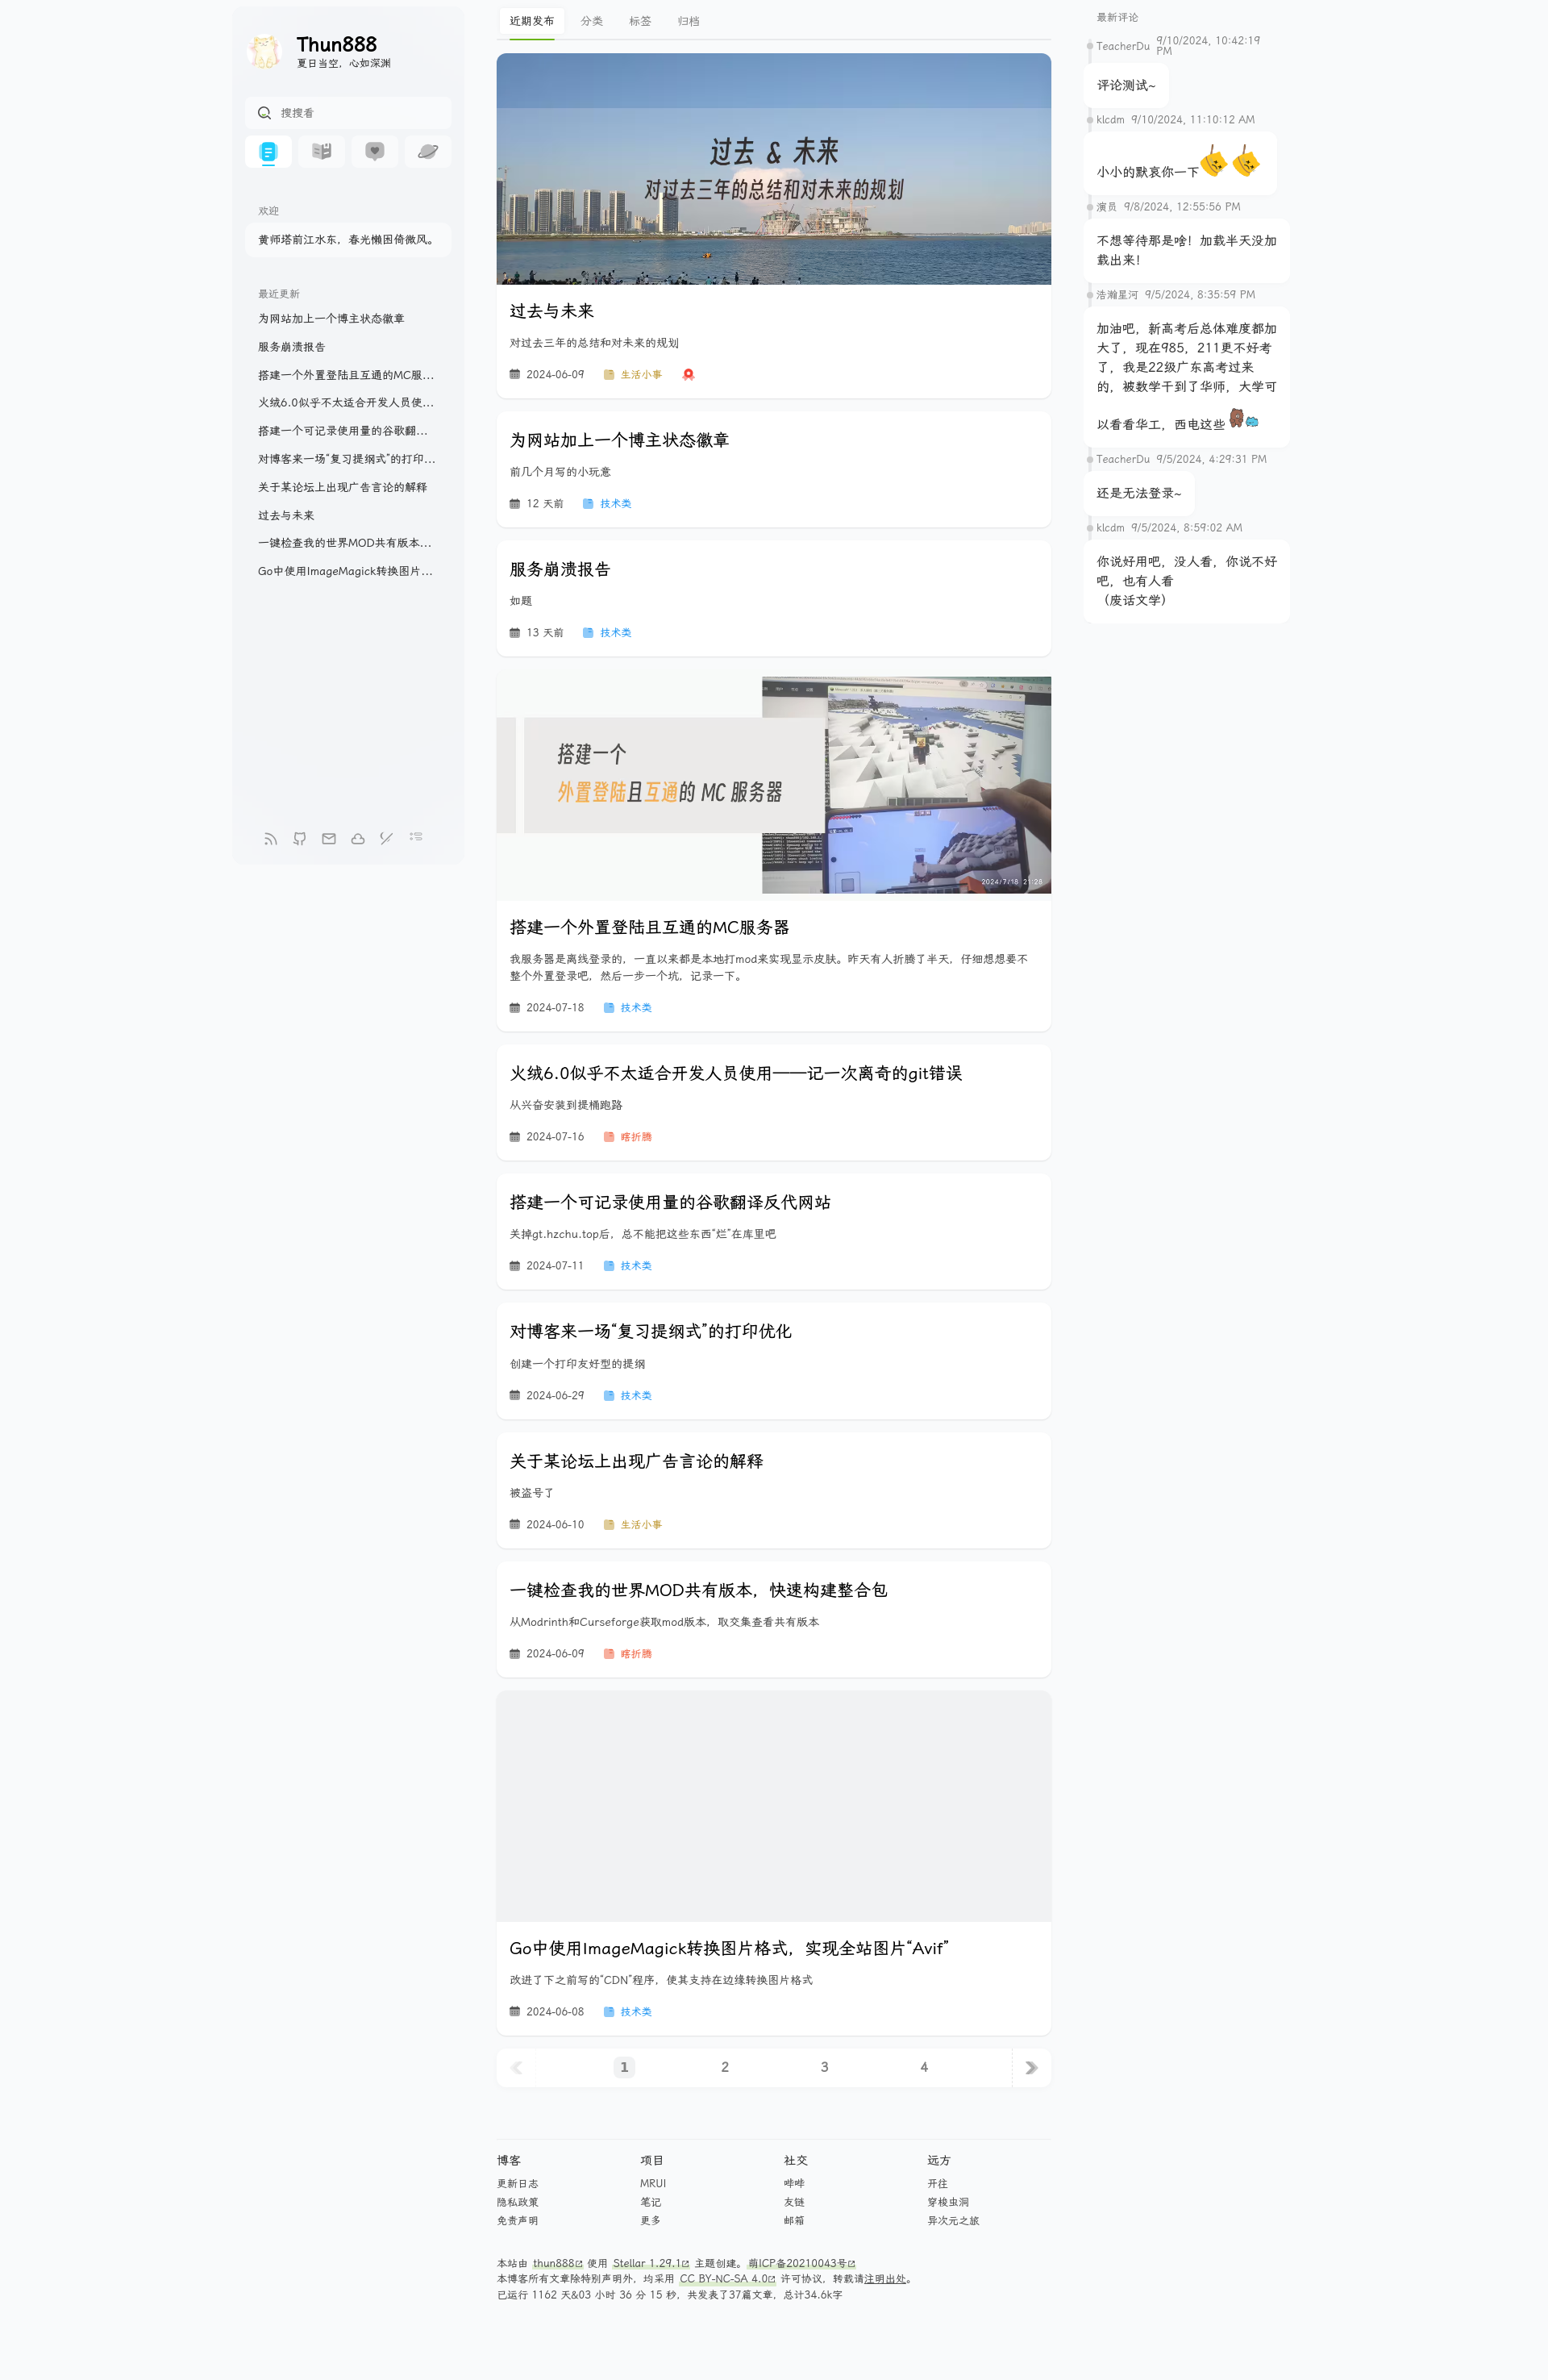 Thun888
夏日当空，心如深渊
搜搜看
欢迎
黄师塔前江水东，春光懒困倚微风。
最近更新
为网站加上一个博主状态徽章
服务崩溃报告
搭建一个外置登陆且互通的MC服...
火绒6.0似乎不太适合开发人员使...
搭建一个可记录使用量的谷歌翻...
对博客来一场“复习提纲式”的打印...
关于某论坛上出现广告言论的解释
过去与未来
一键检查我的世界MOD共有版本...
Go中使用ImageMagick转换图片...
近期发布 分类 标签 归档
过去 & 未来
对过去三年的总结和对未来的规划
过去与未来
对过去三年的总结和对未来的规划
2024-06-09 生活小事
为网站加上一个博主状态徽章
前几个月写的小玩意
12 天前 技术类
服务崩溃报告
如题
13 天前 技术类
搭建一个
外置登陆且互通的 MC 服务器
2024/7/18 21:28
搭建一个外置登陆且互通的MC服务器
我服务器是离线登录的，一直以来都是本地打mod来实现显示皮肤。昨天有人折腾了半天，仔细想想要不
整个外置登录吧，然后一步一个坑，记录一下。
2024-07-18 技术类
火绒6.0似乎不太适合开发人员使用——记一次离奇的git错误
从兴奋安装到提桶跑路
2024-07-16 瞎折腾
搭建一个可记录使用量的谷歌翻译反代网站
关掉gt.hzchu.top后，总不能把这些东西“烂”在库里吧
2024-07-11 技术类
对博客来一场“复习提纲式”的打印优化
创建一个打印友好型的提纲
2024-06-29 技术类
关于某论坛上出现广告言论的解释
被盗号了
2024-06-10 生活小事
一键检查我的世界MOD共有版本，快速构建整合包
从Modrinth和Curseforge获取mod版本，取交集查看共有版本
2024-06-09 瞎折腾
Go中使用ImageMagick转换图片格式，实现全站图片“Avif”
改进了下之前写的“CDN”程序，使其支持在边缘转换图片格式
2024-06-08 技术类
1 2 3 4
博客 项目 社交 远方
更新日志 MRUI 哔哔 开往
隐私政策 笔记 友链 穿梭虫洞
免责声明 更多 邮箱 异次元之旅
本站由 thun888 使用 Stellar 1.29.1 主题创建。萌ICP备20210043号
本博客所有文章除特别声明外，均采用 CC BY-NC-SA 4.0 许可协议，转载请注明出处。
已运行 1162 天&03 小时 36 分 15 秒，共发表了37篇文章，总计34.6k字
最新评论
TeacherDu 9/10/2024, 10:42:19
PM
评论测试~
klcdm 9/10/2024, 11:10:12 AM
小小的默哀你一下
演员 9/8/2024, 12:55:56 PM
不想等待那是啥！加载半天没加
载出来！
浩瀚星河 9/5/2024, 8:35:59 PM
加油吧，新高考后总体难度都加
大了，现在985，211更不好考
了，我是22级广东高考过来
的，被数学干到了华师，大学可
以看看华工，西电这些
TeacherDu 9/5/2024, 4:29:31 PM
还是无法登录~
klcdm 9/5/2024, 8:59:02 AM
你说好用吧，没人看，你说不好
吧，也有人看
（废话文学）